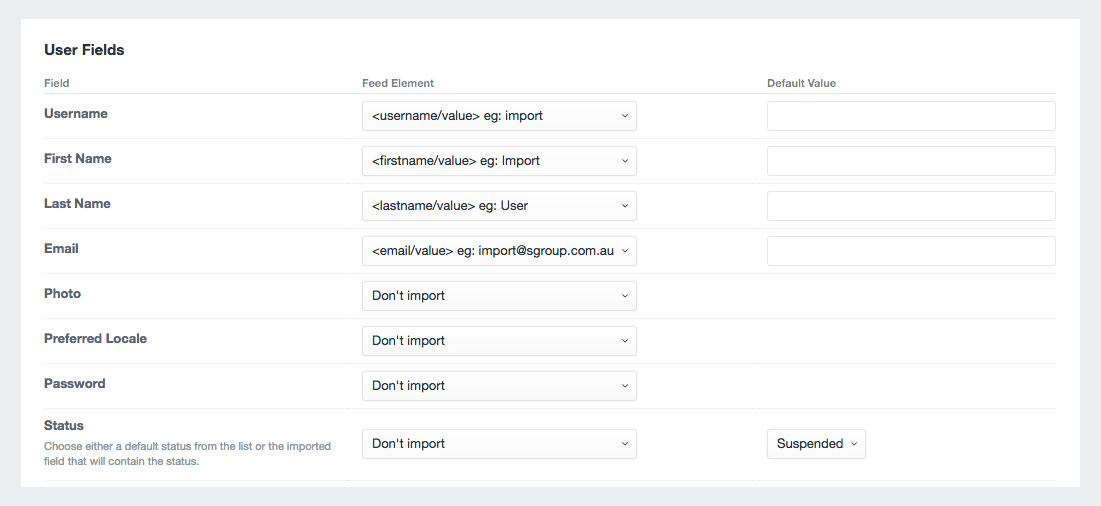 User Fields
Field Feed Element Default Value
Username <username/value> eg: import
First Name <firstname/value> eg: Import
Last Name <lastname/value> eg: User
Email <email/value> eg: import@sgroup.com.au
Photo Don't import
Preferred Locale Don't import
Password Don't import
Status
Choose either a default status from the list or the imported
field that will contain the status.
Don't import Suspended